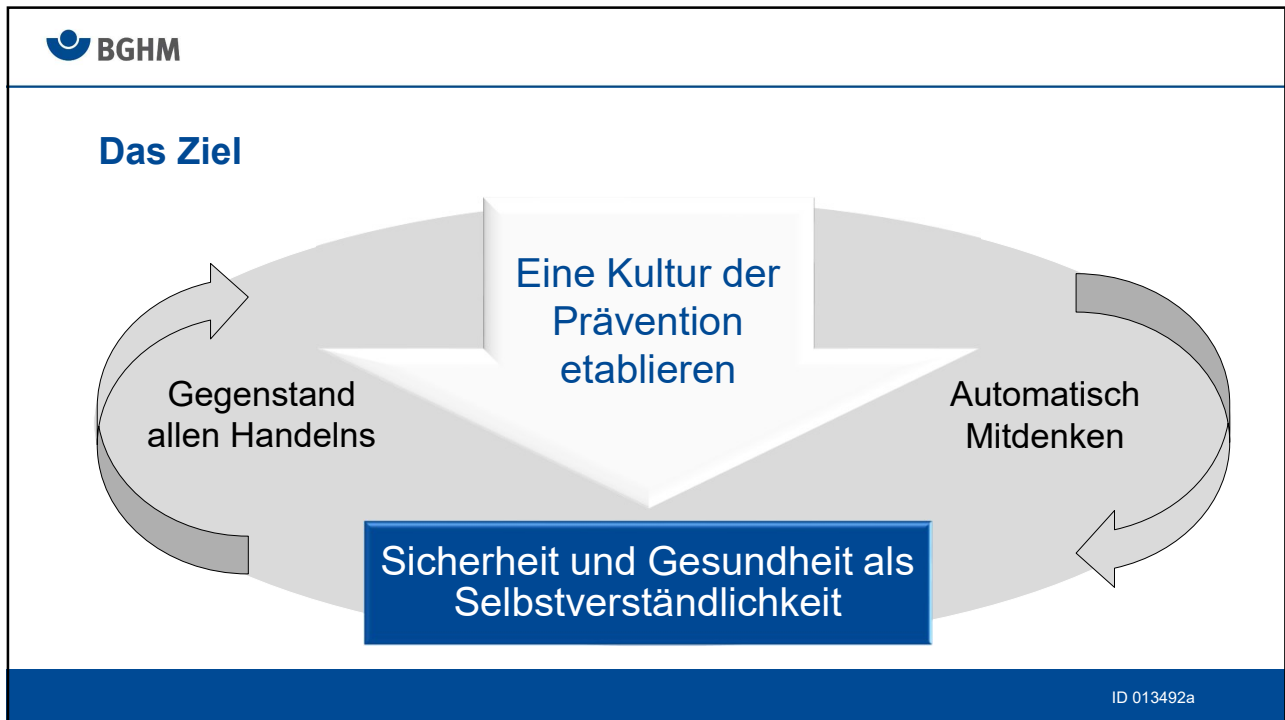 BGHM
Das Ziel
Eine Kultur der
Prävention
etablieren
Gegenstand
allen Handelns
Automatisch
Mitdenken
Sicherheit und Gesundheit als
Selbstverständlichkeit
ID 013492a